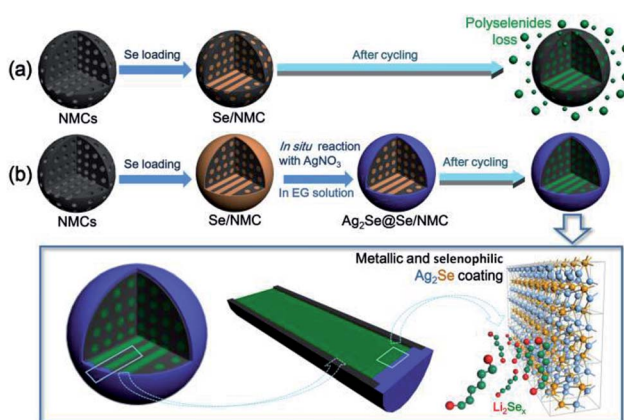 (a)
Se loading
After cycling
Polyselenides
loss
NMCs
Se/NMC
(b)
Se loading
In situ reaction
with AgNO₃
In EG solution
After cycling
NMCs
Se/NMC
Ag₂Se@Se/NMC
Metallic and selenophilic
Ag₂Se coating
Li₂Seₓ